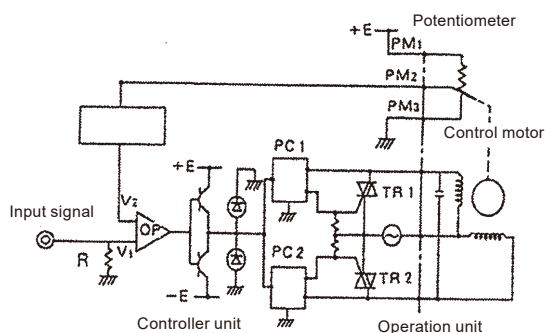 Potentiometer
+E
PM1
PM2
PM3
Control motor
PC 1
+E
TR 1
V2
Input signal
OP
V1
R
PC 2
-E
TR 2
Controller unit
Operation unit